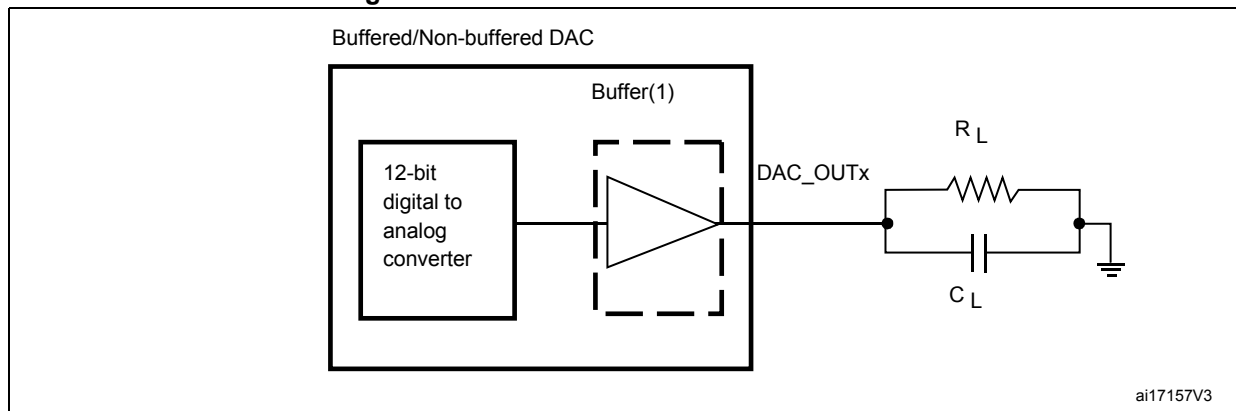 Buffered/Non-buffered DAC
Buffer(1)
12-bit
digital to
analog
converter
DAC_OUTx
R L
C L
ai17157V3